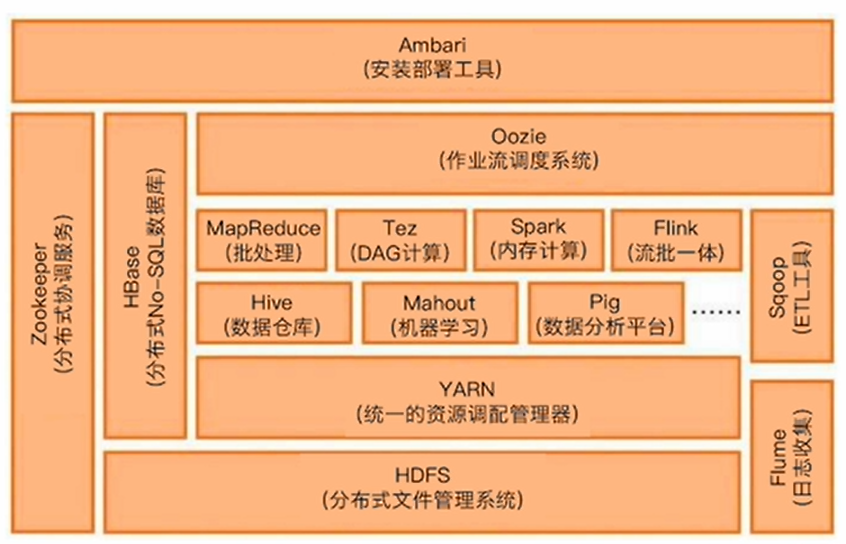 Ambari
(安装部署工具)
Zookeeper
(分布式协调服务)
HBase
(分布式No-SQL数据库)
Oozie
(作业流调度系统)
MapReduce
(批处理)
Tez
(DAG计算)
Spark
(内存计算)
Flink
(流批一体)
Sqoop
(ETL工具)
Hive
(数据仓库)
Mahout
(机器学习)
Pig
(数据分析平台)
......
YARN
(统一的资源调配管理器)
Flume
(日志收集)
HDFS
(分布式文件管理系统)